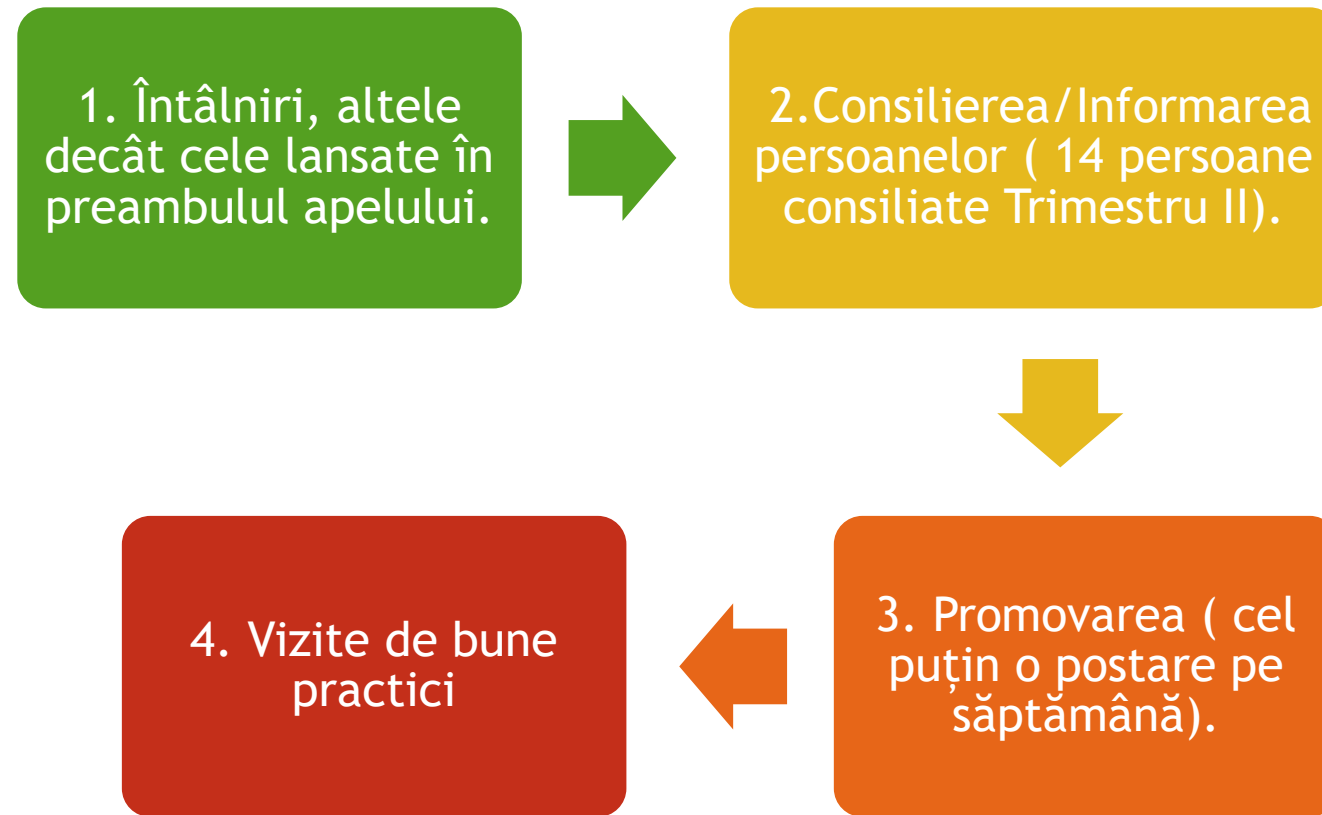 1. Întâlniri, altele
decât cele lansate în
preambulul apelului.
2.Consilierea/Informarea
persoanelor ( 14 persoane
consiliate Trimestru II).
3. Promovarea ( cel
puțin o postare pe
săptămână).
4. Vizite de bune
practici